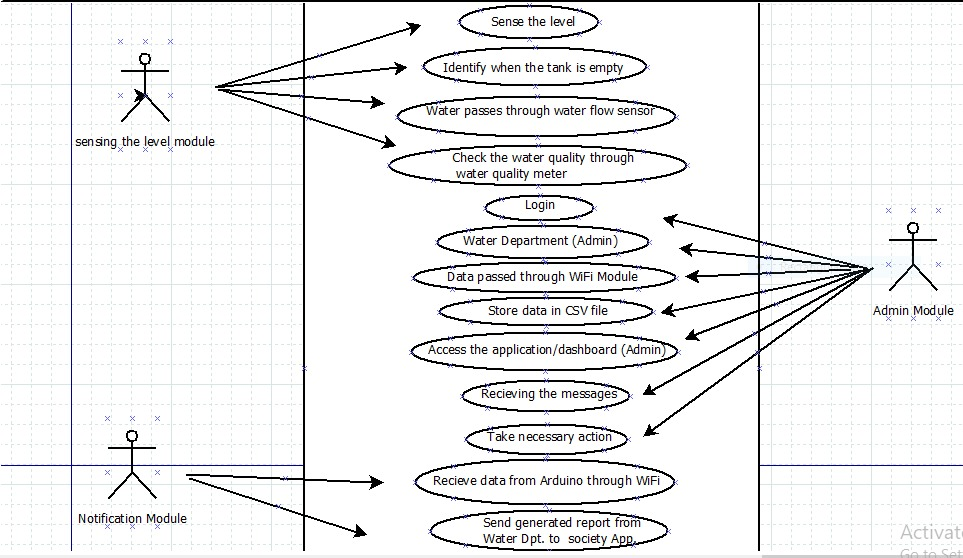 Sense the level
Identify when the tank is empty
Water passes through water flow sensor
sensing the level module
Check the water quality through
water quality meter
Login
Water Department (Admin)
Data passed through WiFi Module
Store data in CSV file
Admin Module
Access the application/dashboard (Admin)
Recieving the messages
Take necessary action
Recieve data from Arduino through WiFi
Notification Module
Send generated report from
Water Dpt. to society App.
Activate
Go to Set